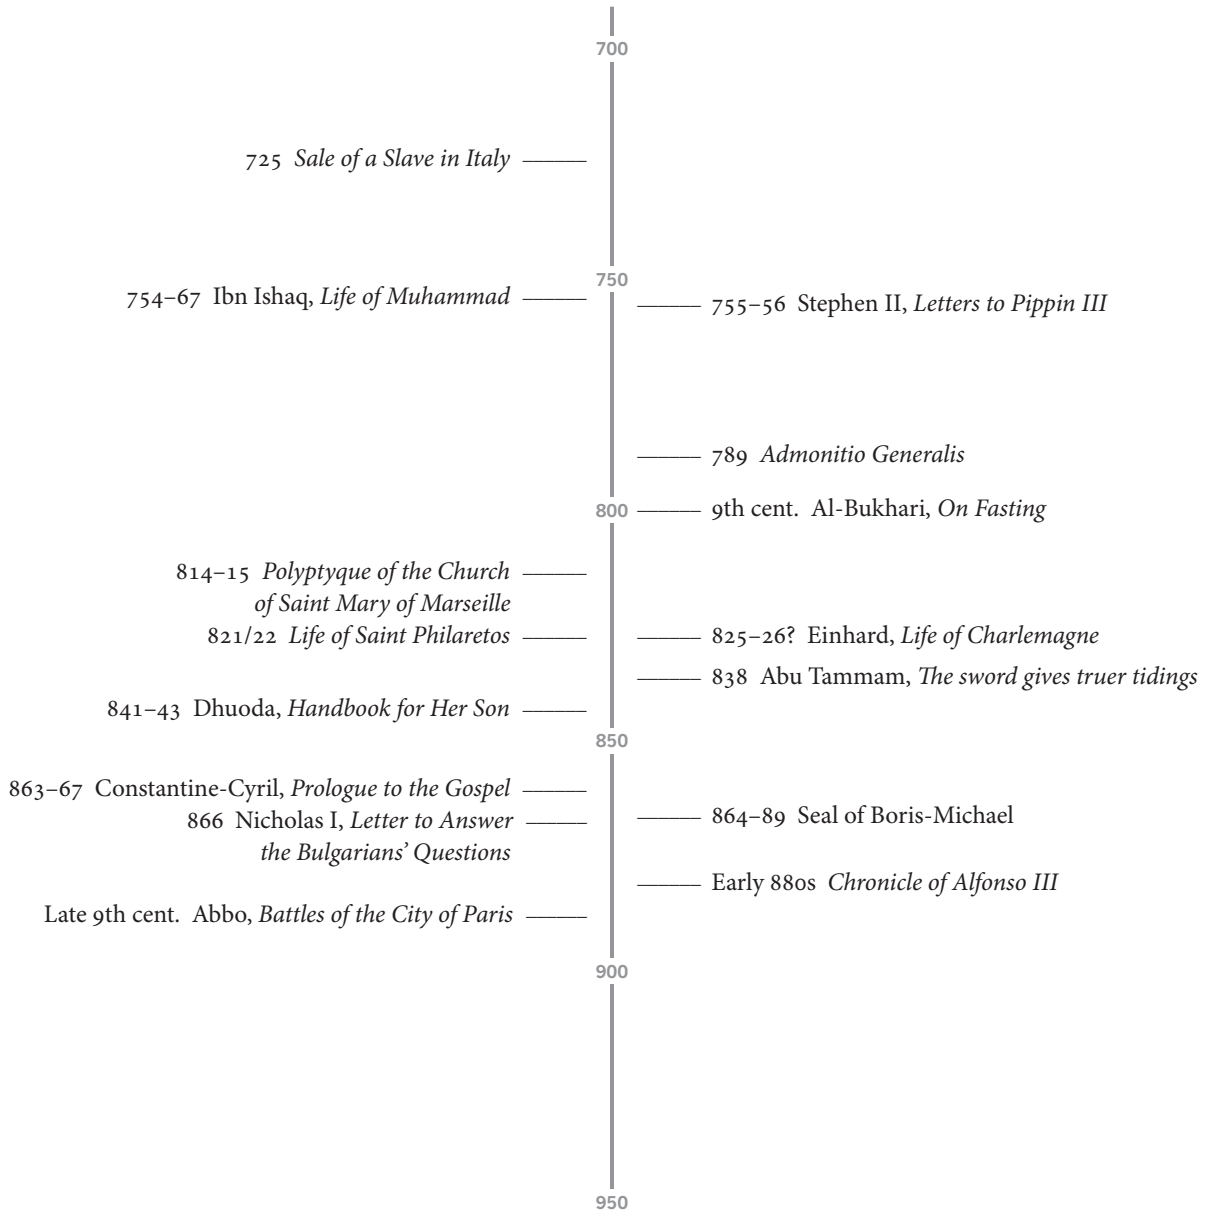 700
725 Sale of a Slave in Italy
750
754–67 Ibn Ishaq, Life of Muhammad
755–56 Stephen II, Letters to Pippin III
789 Admonitio Generalis
800
9th cent. Al-Bukhari, On Fasting
814–15 Polyptyque of the Church
of Saint Mary of Marseille
821/22 Life of Saint Philaretos
825–26? Einhard, Life of Charlemagne
838 Abu Tammam, The sword gives truer tidings
841–43 Dhuoda, Handbook for Her Son
850
863–67 Constantine-Cyril, Prologue to the Gospel
866 Nicholas I, Letter to Answer
the Bulgarians’ Questions
864–89 Seal of Boris-Michael
Early 880s Chronicle of Alfonso III
Late 9th cent. Abbo, Battles of the City of Paris
900
950